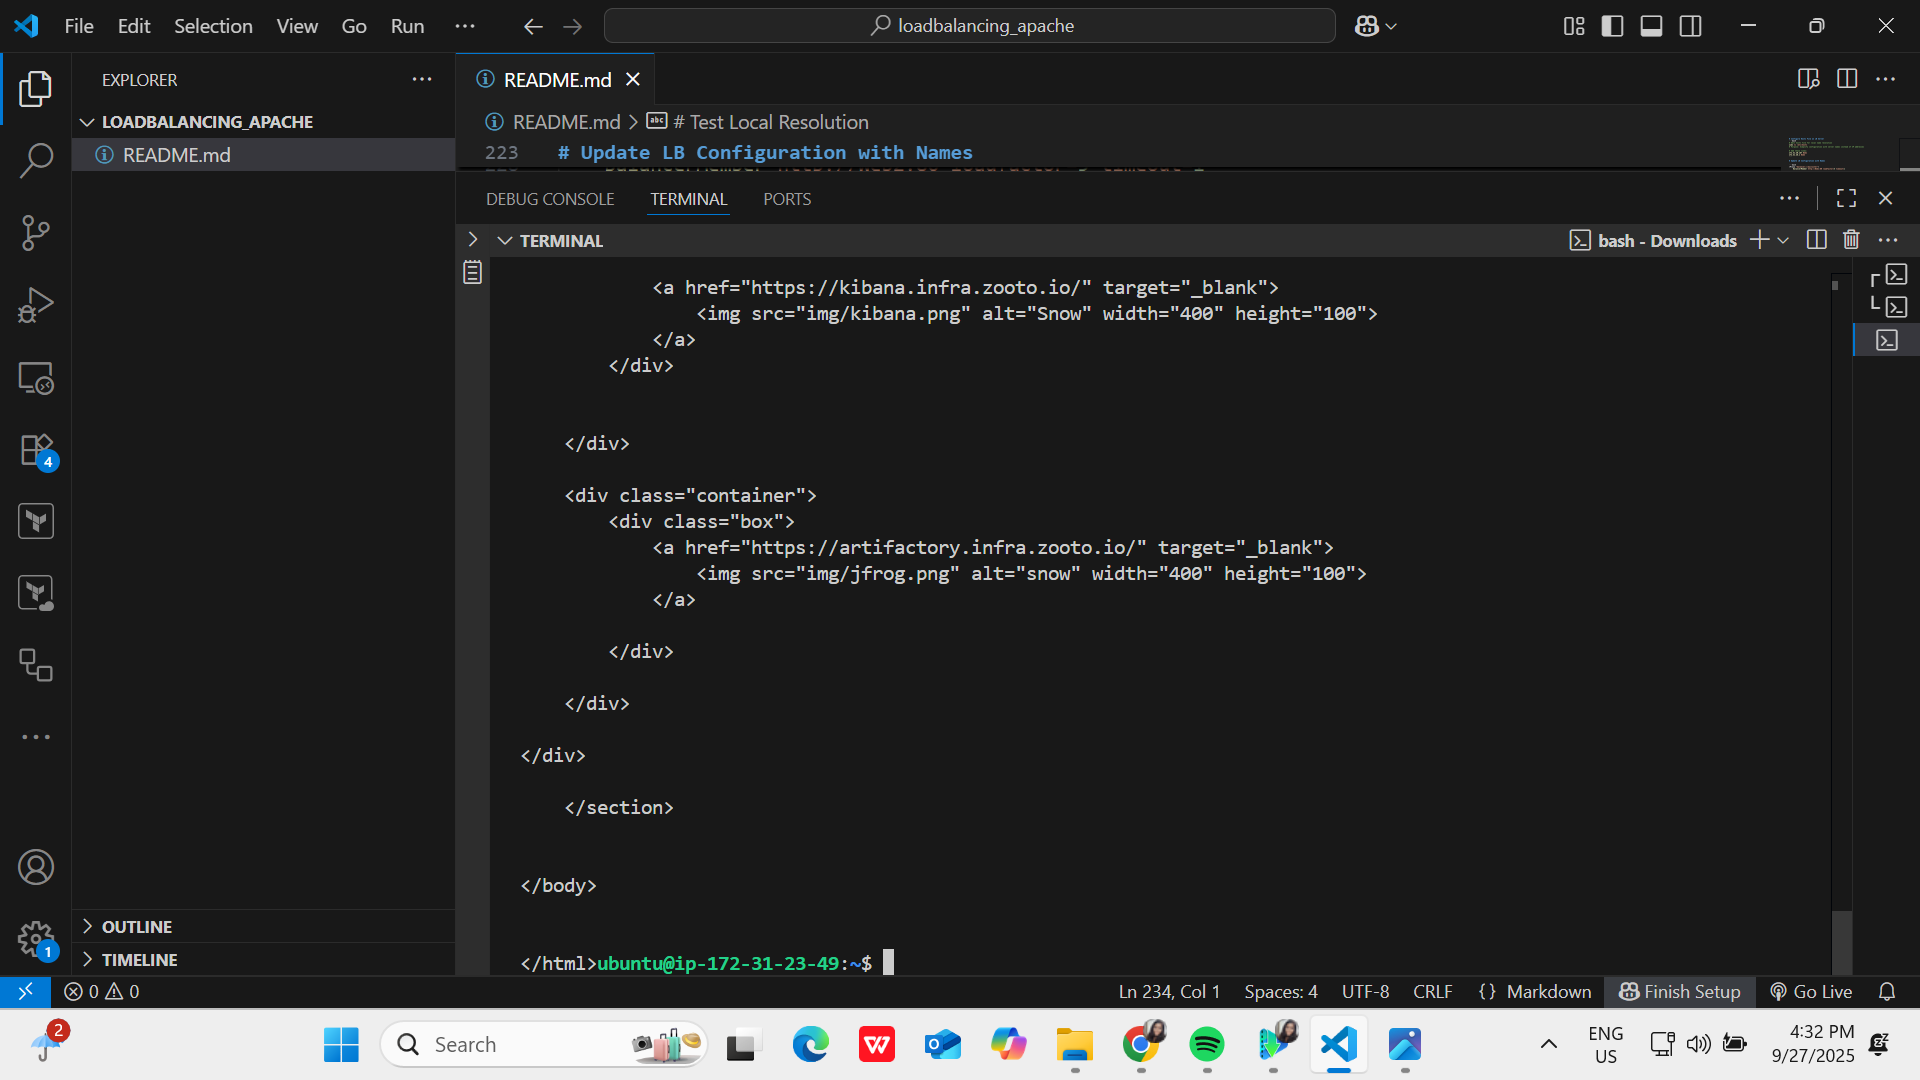 File Edit Selection View Go Run
loadbalancing_apache
EXPLORER
LOADBALANCING_APACHE
README.md
OUTLINE
TIMELINE
README.md
README.md > # Test Local Resolution
223 # Update LB Configuration with Names
DEBUG CONSOLE TERMINAL PORTS
TERMINAL
bash - Downloads
<a href="https://kibana.infra.zooto.io/" target="_blank">
<img src="img/kibana.png" alt="Snow" width="400" height="100">
</a>
</div>
</div>
<div class="container">
<div class="box">
<a href="https://artifactory.infra.zooto.io/" target="_blank">
<img src="img/jfrog.png" alt="snow" width="400" height="100">
</a>
</div>
</div>
</div>
</section>
</body>
</html>ubuntu@ip-172-31-23-49:~$
4
1
0 0
Ln 234, Col 1 Spaces: 4 UTF-8 CRLF {} Markdown Finish Setup Go Live
2
Search
ENG
US
4:32 PM
9/27/2025